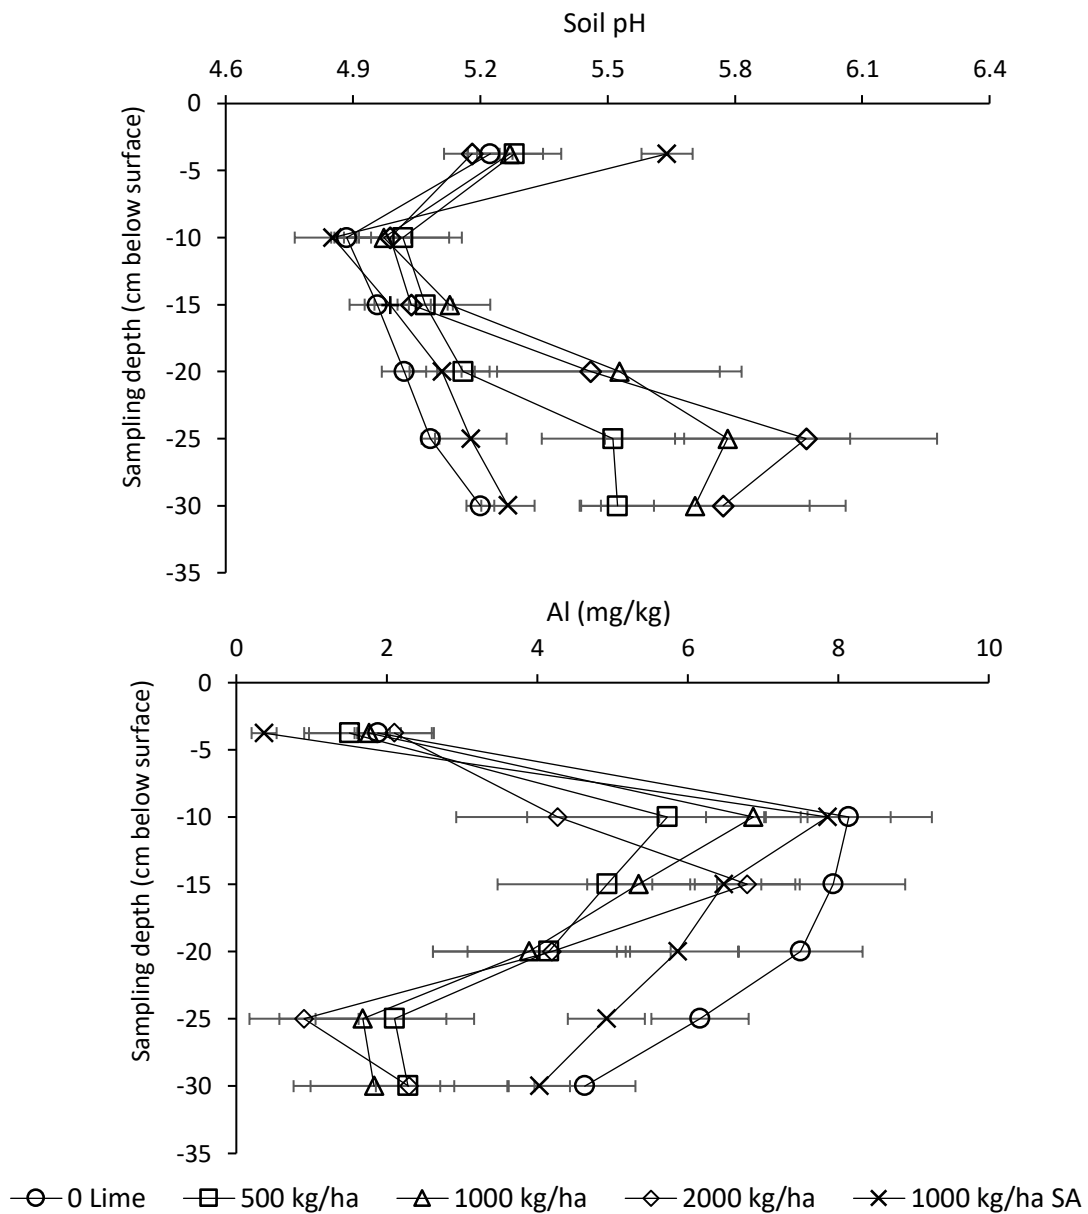 Soil pH
4.6 4.9 5.2 5.5 5.8 6.1 6.4
0
-5
-10
-15
-20
-25
-30
-35
Sampling depth (cm below surface)
Al (mg/kg)
0 2 4 6 8 10
0
-5
-10
-15
-20
-25
-30
-35
Sampling depth (cm below surface)
0 Lime 500 kg/ha 1000 kg/ha 2000 kg/ha 1000 kg/ha SA